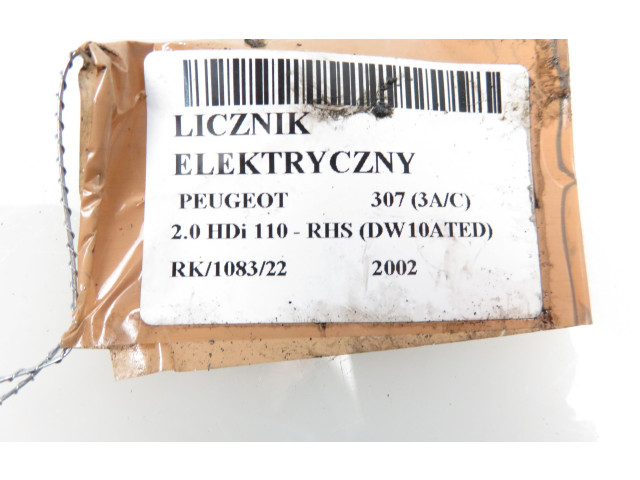 LICZNIK
ELEKTRYCZNY
PEUGEOT 307 (3A/C)
2.0 HDi 110 - RHS (DW10ATED)
RK/1083/22 2002